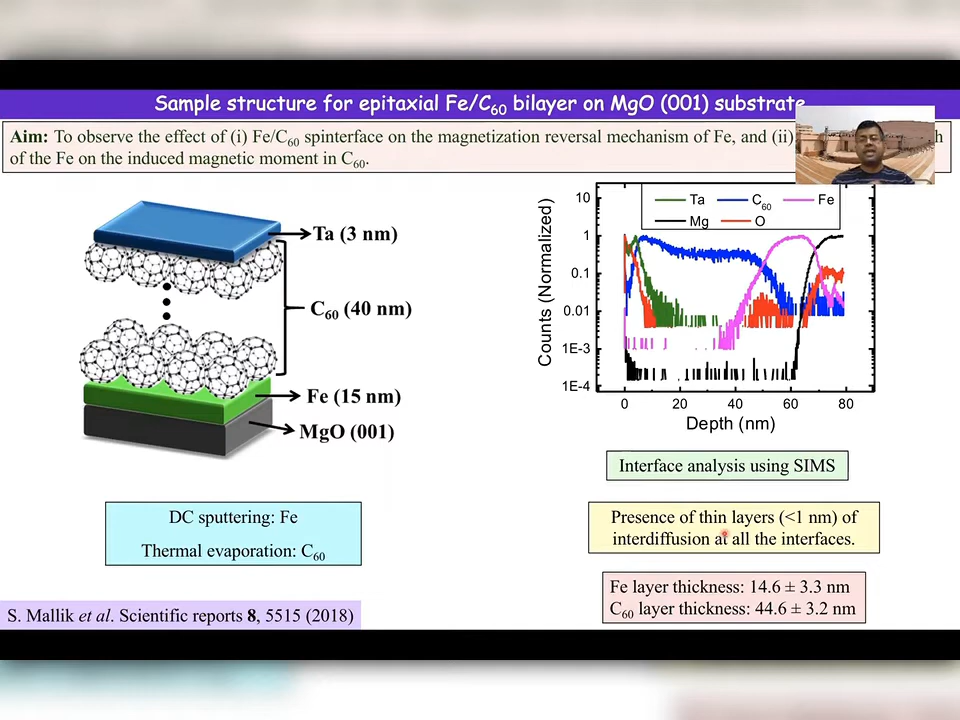 Sample structure for epitaxial Fe/C60 bilayer on MgO (001) substrate
Aim: To observe the effect of (i) Fe/C60 spinterface on the magnetization reversal mechanism of Fe, and (ii)
of the Fe on the induced magnetic moment in C60.
Ta (3 nm)
C60 (40 nm)
Fe (15 nm)
MgO (001)
DC sputtering: Fe
Thermal evaporation: C60
S. Mallik et al. Scientific reports 8, 5515 (2018)
Counts (Normalized)
10
1
0.1
0.01
1E-3
1E-4
Ta C60 Fe
Mg O
0 20 40 60 80
Depth (nm)
Interface analysis using SIMS
Presence of thin layers (<1 nm) of
interdiffusion at all the interfaces.
Fe layer thickness: 14.6 ± 3.3 nm
C60 layer thickness: 44.6 ± 3.2 nm